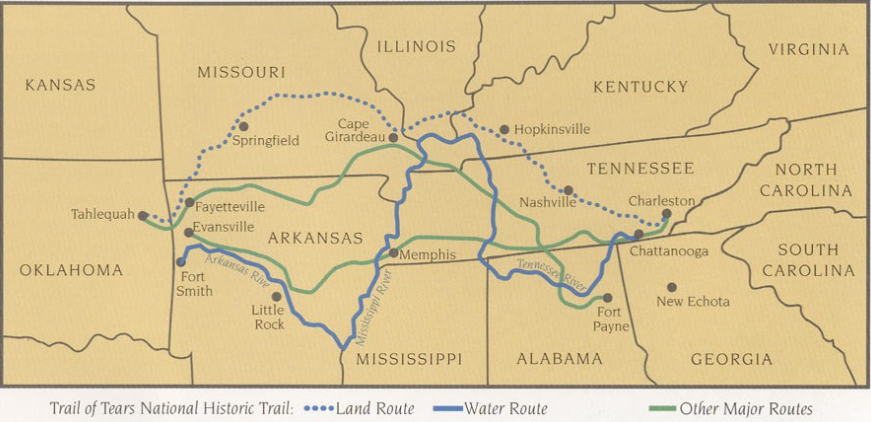 ILLINOIS
VIRGINIA
KANSAS
MISSOURI
KENTUCKY
Cape
Girardeau
Hopkinsville
Springfield
TENNESSEE
NORTH
CAROLINA
Nashville
Charleston
Tahlequah
Fayetteville
Evansville
ARKANSAS
Memphis
Chattanooga
SOUTH
CAROLINA
OKLAHOMA
Arkansas Rive
Fort
Smith
Tennessee River
Mississippi River
New Echota
Little
Rock
Fort
Payne
MISSISSIPPI
ALABAMA
GEORGIA
Trail of Tears National Historic Trail: Land Route Water Route Other Major Routes